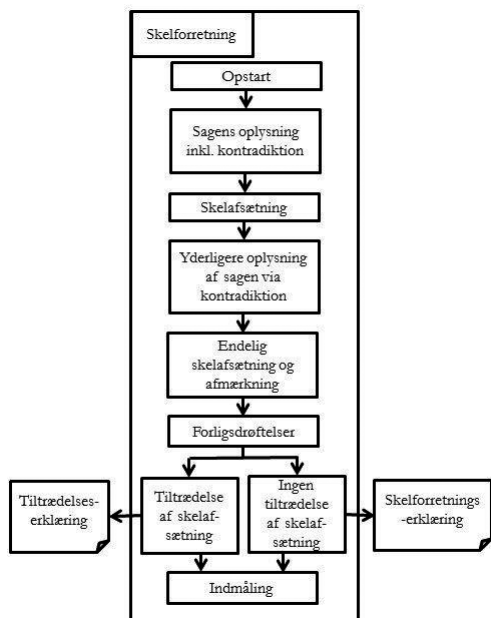 Skelforretning
Opstart
Sagens oplysning
inkl. kontradiktion
Skelafsætning
Yderligere oplysning
af sagen via
kontradiktion
Endelig
skelafsætning og
afmærkning
Forligsdrøftelser
Tiltrædelses-
erklæring
Tiltrædelse
af skelaf-
sætning
Ingen
tiltrædelse
af skelaf-
sætning
Skelforretnings
-erklæring
Indmåling